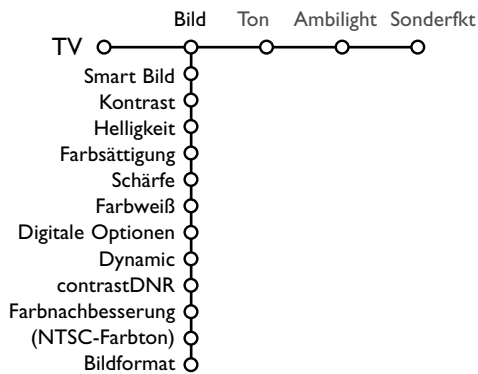 Bild Ton Ambilight Sonderfkt
TV
Smart Bild
Kontrast
Helligkeit
Farbsättigung
Schärfe
Farbweiß
Digitale Optionen
Dynamic
contrastDNR
Farbnachbesserung
(NTSC-Farbton)
Bildformat